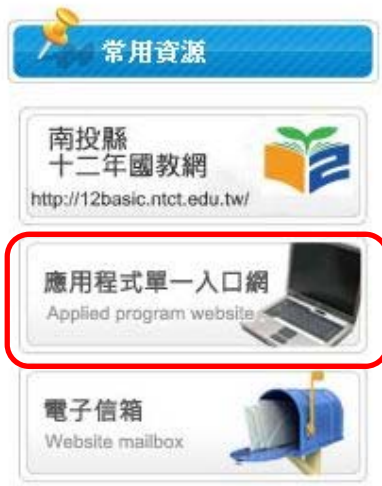 常用資源
南投縣
十二年國教網
http://12basic.ntct.edu.tw/
應用程式單一入口網
Applied program website
電子信箱
Website mailbox